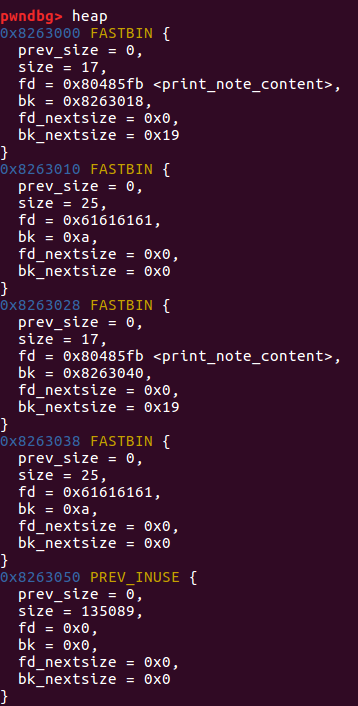 pwndbg> heap
0x8263000 FASTBIN {
  prev_size = 0,
  size = 17,
  fd = 0x80485fb <print_note_content>,
  bk = 0x8263018,
  fd_nextsize = 0x0,
  bk_nextsize = 0x19
}
0x8263010 FASTBIN {
  prev_size = 0,
  size = 25,
  fd = 0x61616161,
  bk = 0xa,
  fd_nextsize = 0x0,
  bk_nextsize = 0x0
}
0x8263028 FASTBIN {
  prev_size = 0,
  size = 17,
  fd = 0x80485fb <print_note_content>,
  bk = 0x8263040,
  fd_nextsize = 0x0,
  bk_nextsize = 0x19
}
0x8263038 FASTBIN {
  prev_size = 0,
  size = 25,
  fd = 0x61616161,
  bk = 0xa,
  fd_nextsize = 0x0,
  bk_nextsize = 0x0
}
0x8263050 PREV_INUSE {
  prev_size = 0,
  size = 135089,
  fd = 0x0,
  bk = 0x0,
  fd_nextsize = 0x0,
  bk_nextsize = 0x0
}